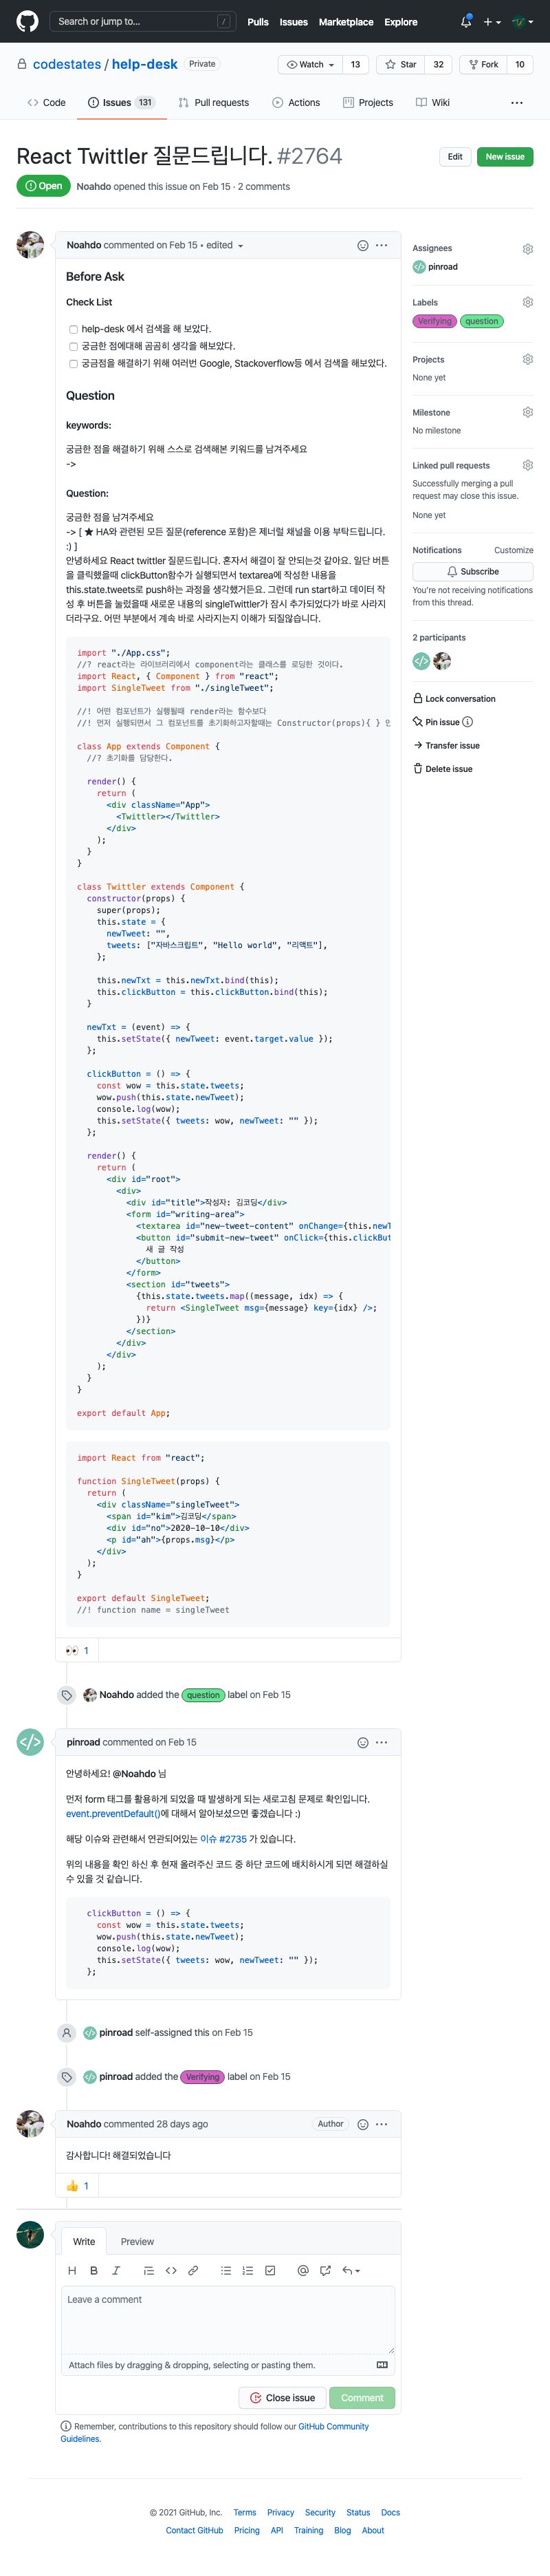 Search or jump to... /
Pulls Issues Marketplace Explore
codestates / help-desk Private
Watch 13 Star 32 Fork 10
Code Issues 131 Pull requests Actions Projects Wiki
React Twittler 질문드립니다. #2764
Edit New issue
Open Noahdo opened this issue on Feb 15 · 2 comments
Noahdo commented on Feb 15 • edited
Before Ask
Check List
help-desk 에서 검색을 해 보았다.
궁금한 점에대해 곰곰히 생각을 해보았다.
궁금점을 해결하기 위해 여러번 Google, Stackoverflow등 에서 검색을 해보았다.
Question
keywords:
궁금한 점을 해결하기 위해 스스로 검색해본 키워드를 남겨주세요
->
Question:
궁금한 점을 남겨주세요
-> [ ★ HA와 관련된 모든 질문(reference 포함)은 제너럴 채널을 이용 부탁드립니다.
:) ]
안녕하세요 React twittler 질문드립니다. 혼자서 해결이 잘 안되는것 같아요. 일단 버튼
을 클릭했을때 clickButton함수가 실행되면서 textarea에 작성한 내용을
this.state.tweets로 push하는 과정을 생각했거든요. 그런데 run start하고 데이터 작
성 후 버튼을 눌렀을때 새로운 내용의 singleTwitter가 잠시 추가되었다가 바로 사라지
더라구요. 어떤 부분에서 계속 바로 사라지는지 이해가 되질않습니다.
import "./App.css";
//? react라는 라이브러리에서 component라는 클래스를 로딩한 것이다.
import React, { Component } from "react";
import SingleTweet from "./singleTweet";
//! 어떤 컴포넌트가 실행될때 render라는 함수보다
//! 먼저 실행되면서 그 컴포넌트를 초기화하고자할때는 Constructor(props){ }
class App extends Component {
//? 초기화를 담당한다.
render() {
return (
<div className="App">
<Twittler></Twittler>
</div>
);
}
}
class Twittler extends Component {
constructor(props) {
super(props);
this.state = {
newTweet: "",
tweets: ["자바스크립트", "Hello world", "리액트"],
};
this.newTxt = this.newTxt.bind(this);
this.clickButton = this.clickButton.bind(this);
}
newTxt = (event) => {
this.setState({ newTweet: event.target.value });
};
clickButton = () => {
const wow = this.state.tweets;
wow.push(this.state.newTweet);
console.log(wow);
this.setState({ tweets: wow, newTweet: "" });
};
render() {
return (
<div id="root">
<div>
<div id="title">작성자: 김코딩</div>
<form id="writing-area">
<textarea id="new-tweet-content" onChange={this.newT
<button id="submit-new-tweet" onClick={this.clickBut
새 글 작성
</button>
</form>
<section id="tweets">
{this.state.tweets.map((message, idx) => {
return <SingleTweet msg={message} key={idx} />;
})}
</section>
</div>
</div>
);
}
}
export default App;
import React from "react";
function SingleTweet(props) {
return (
<div className="singleTweet">
<span id="kim">김코딩</span>
<div id="no">2020-10-10</div>
<p id="ah">{props.msg}</p>
</div>
);
}
export default SingleTweet;
//! function name = singleTweet
👀 1
Noahdo added the question label on Feb 15
pinroad commented on Feb 15
안녕하세요! @Noahdo 님
먼저 form 태그를 활용하게 되었을 때 발생하게 되는 새로고침 문제로 확인입니다.
event.preventDefault()에 대해서 알아보셨으면 좋겠습니다 :)
해당 이슈와 관련해서 연관되어있는 이슈 #2735 가 있습니다.
위의 내용을 확인 하신 후 현재 올려주신 코드 중 하단 코드에 배치하시게 되면 해결하실
수 있을 것 같습니다.
clickButton = () => {
const wow = this.state.tweets;
wow.push(this.state.newTweet);
console.log(wow);
this.setState({ tweets: wow, newTweet: "" });
};
pinroad self-assigned this on Feb 15
pinroad added the Verifying label on Feb 15
Noahdo commented 28 days ago Author
감사합니다! 해결되었습니다
👍 1
Write Preview
Leave a comment
Attach files by dragging & dropping, selecting or pasting them.
Close issue Comment
Remember, contributions to this repository should follow our GitHub Community
Guidelines.
Assignees
pinroad
Labels
Verifying question
Projects
None yet
Milestone
No milestone
Linked pull requests
Successfully merging a pull
request may close this issue.
None yet
Notifications Customize
Subscribe
You're not receiving notifications
from this thread.
2 participants
Lock conversation
Pin issue
Transfer issue
Delete issue
© 2021 GitHub, Inc. Terms Privacy Security Status Docs
Contact GitHub Pricing API Training Blog About